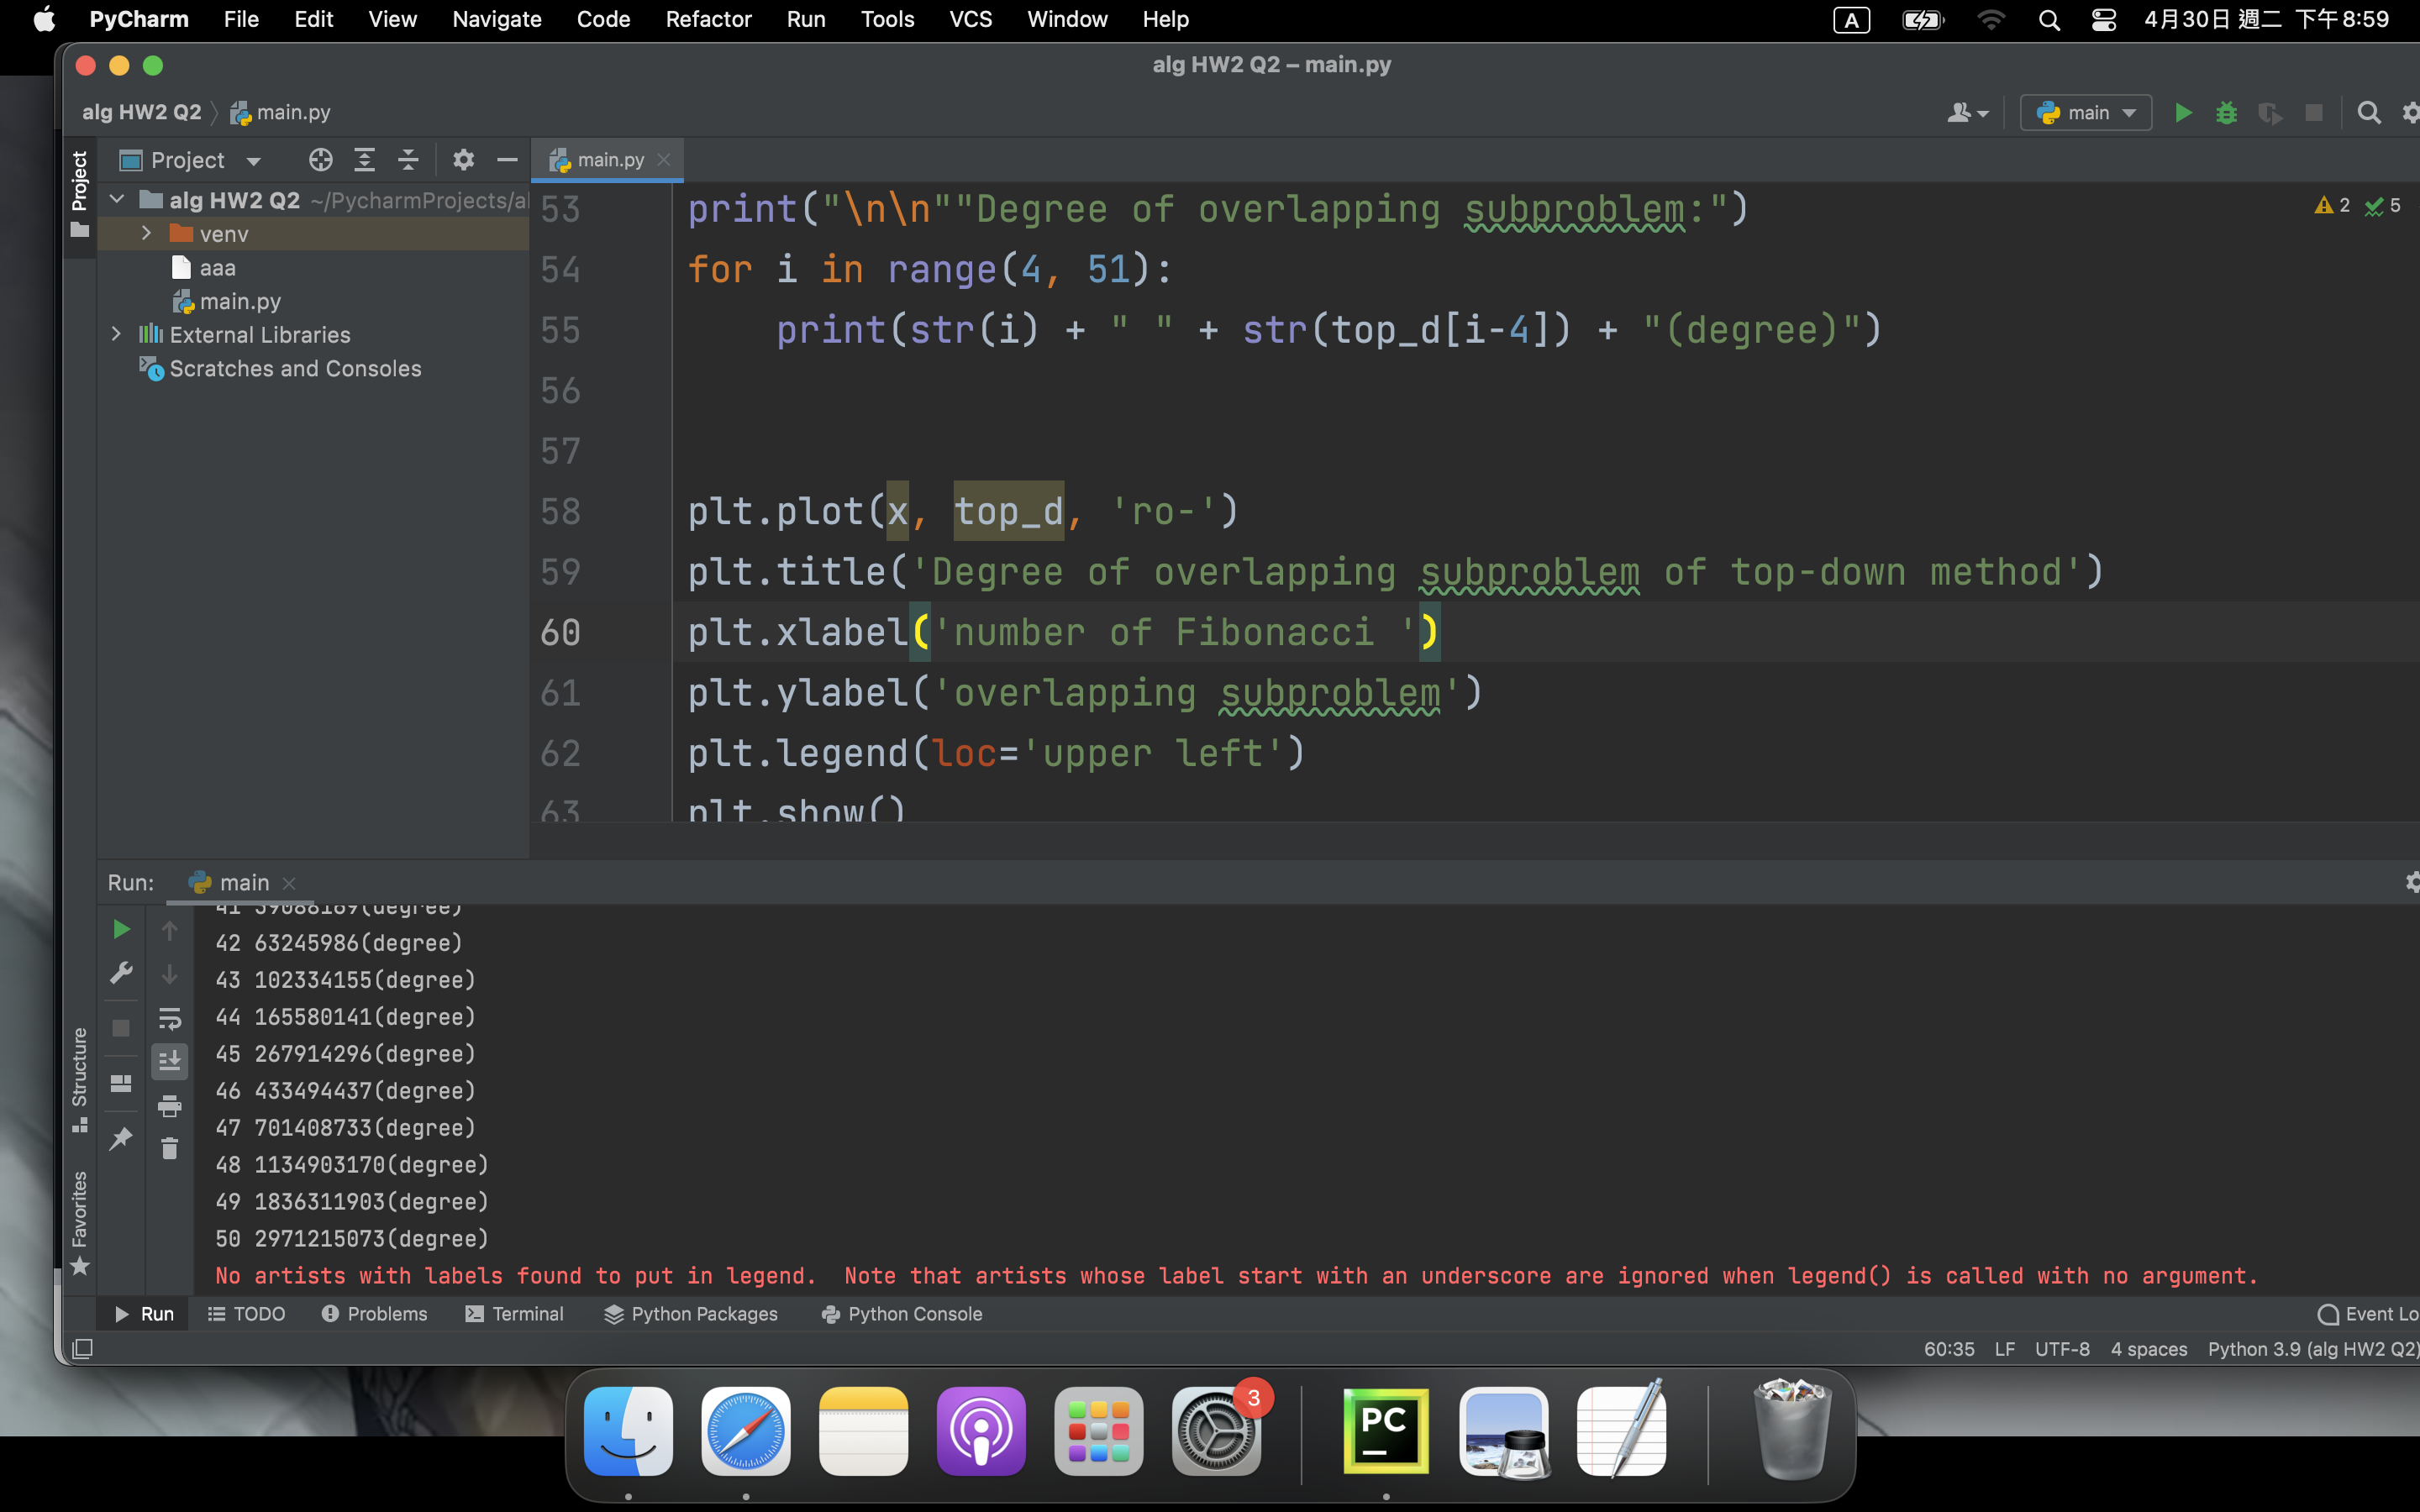 PyCharm File Edit View Navigate Code Refactor Run Tools VCS Window Help A 4月30日 週二 下午8:59
alg HW2 Q2 – main.py
alg HW2 Q2 main.py main
Project
Project
main.py
alg HW2 Q2 ~/PycharmProjects/al
venv
aaa
main.py
External Libraries
Scratches and Consoles
2 5
53 print("\n\n""Degree of overlapping subproblem:")
54 for i in range(4, 51):
55 print(str(i) + " " + str(top_d[i-4]) + "(degree)")
56
57
58 plt.plot(x, top_d, 'ro-')
59 plt.title('Degree of overlapping subproblem of top-down method')
60 plt.xlabel('number of Fibonacci ')
61 plt.ylabel('overlapping subproblem')
62 plt.legend(loc='upper left')
63 plt.show()
Run: main
41 39088169(degree)
42 63245986(degree)
43 102334155(degree)
44 165580141(degree)
45 267914296(degree)
46 433494437(degree)
47 701408733(degree)
48 1134903170(degree)
49 1836311903(degree)
50 2971215073(degree)
No artists with labels found to put in legend.  Note that artists whose label start with an underscore are ignored when legend() is called with no argument.
Structure
Favorites
Run TODO Problems Terminal Python Packages Python Console Event Lo
60:35 LF UTF-8 4 spaces Python 3.9 (alg HW2 Q2)
3
PC